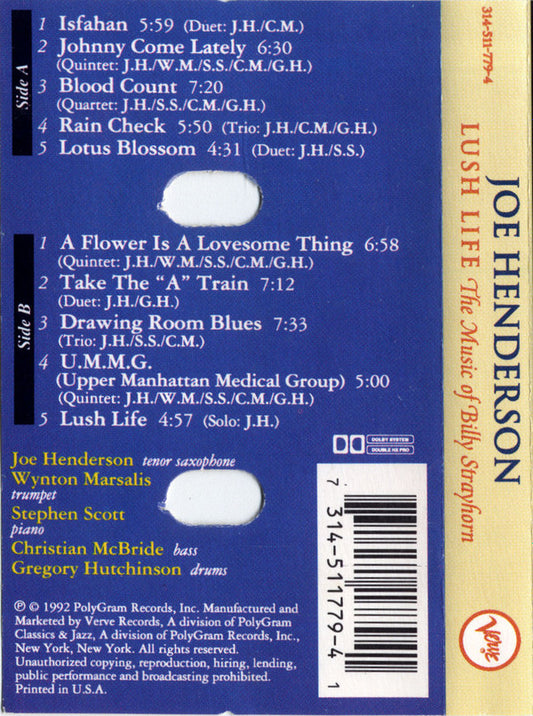 Side A
1 Isfahan 5:59 (Duet: J.H./C.M.)
2 Johnny Come Lately 6:30
(Quintet: J.H./W.M./S.S./C.M./G.H.)
3 Blood Count 7:20
(Quartet: J.H./S.S./C.M./G.H.)
4 Rain Check 5:50 (Trio: J.H./C.M./G.H.)
5 Lotus Blossom 4:31 (Duet: J.H./S.S.)
Side B
1 A Flower Is A Lovesome Thing 6:58
(Quintet: J.H./W.M./S.S./C.M./G.H.)
2 Take The “A” Train 7:12
(Duet: J.H./G.H.)
3 Drawing Room Blues 7:33
(Trio: J.H./S.S./C.M.)
4 U.M.M.G.
(Upper Manhattan Medical Group) 5:00
(Quintet: J.H./W.M./S.S./C.M./G.H.)
5 Lush Life 4:57 (Solo: J.H.)
Joe Henderson tenor saxophone
Wynton Marsalis
trumpet
Stephen Scott
piano
Christian McBride bass
Gregory Hutchinson drums
DOLBY SYSTEM
DOUBLE HX PRO
7 314-511779-4 1
℗ © 1992 PolyGram Records, Inc. Manufactured and
Marketed by Verve Records, A division of PolyGram
Classics & Jazz, A division of PolyGram Records, Inc.,
New York, New York. All rights reserved.
Unauthorized copying, reproduction, hiring, lending,
public performance and broadcasting prohibited.
Printed in U.S.A.
314-511-779-4
JOE HENDERSON
LUSH LIFE The Music of Billy Strayhorn
Verve